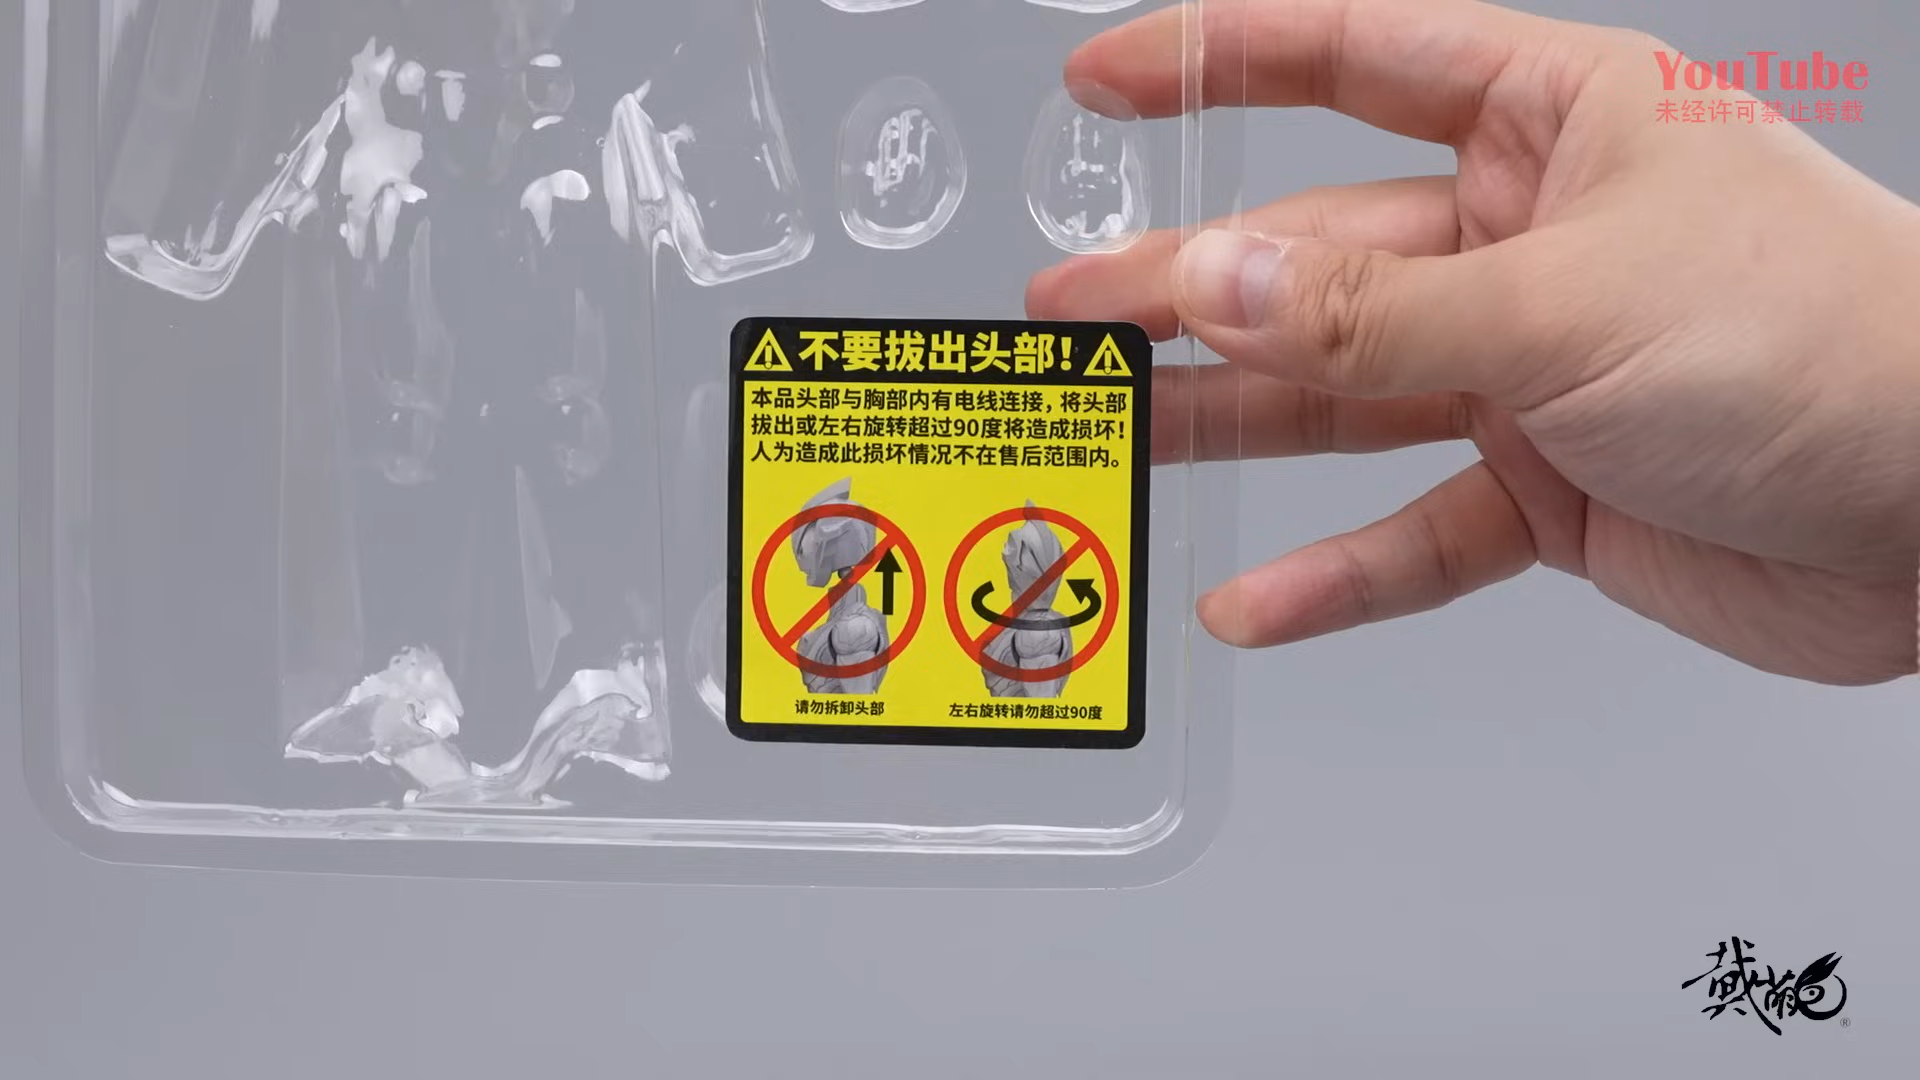 YouTube
未经许可禁止转载
不要拔出头部！
本品头部与胸部内有电线连接，将头部
拔出或左右旋转超过90度将造成损坏！
人为造成此损坏情况不在售后范围内。
请勿拆卸头部
左右旋转请勿超过90度
戴萌
®